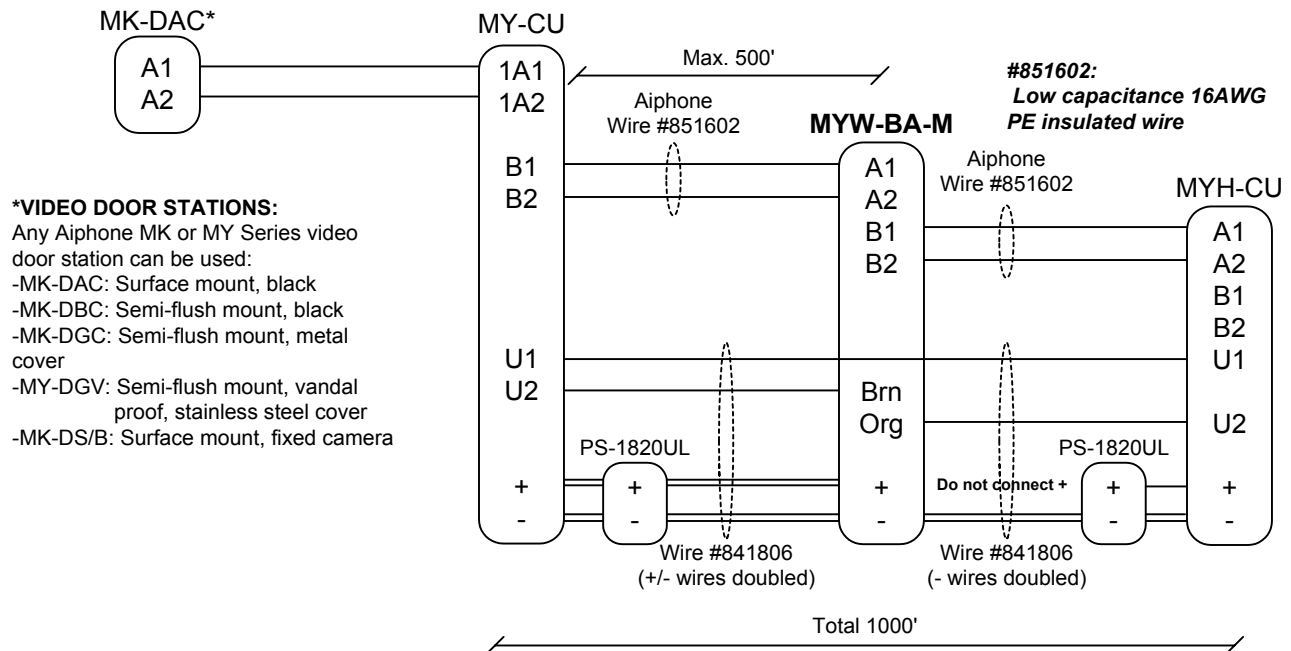 MK-DAC*
A1
A2
MY-CU
1A1
1A2
B1
B2
U1
U2
+
-
Max. 500'
Aiphone
Wire #851602
MYW-BA-M
A1
A2
B1
B2
Brn
Org
+
-
#851602:
Low capacitance 16AWG
PE insulated wire
Aiphone
Wire #851602
MYH-CU
A1
A2
B1
B2
U1
U2
+
-
*VIDEO DOOR STATIONS:
Any Aiphone MK or MY Series video
door station can be used:
-MK-DAC: Surface mount, black
-MK-DBC: Semi-flush mount, black
-MK-DGC: Semi-flush mount, metal
cover
-MY-DGV: Semi-flush mount, vandal
proof, stainless steel cover
-MK-DS/B: Surface mount, fixed camera
PS-1820UL
+
-
Do not connect +
PS-1820UL
+
-
Wire #841806
(+/- wires doubled)
Wire #841806
(- wires doubled)
Total 1000'